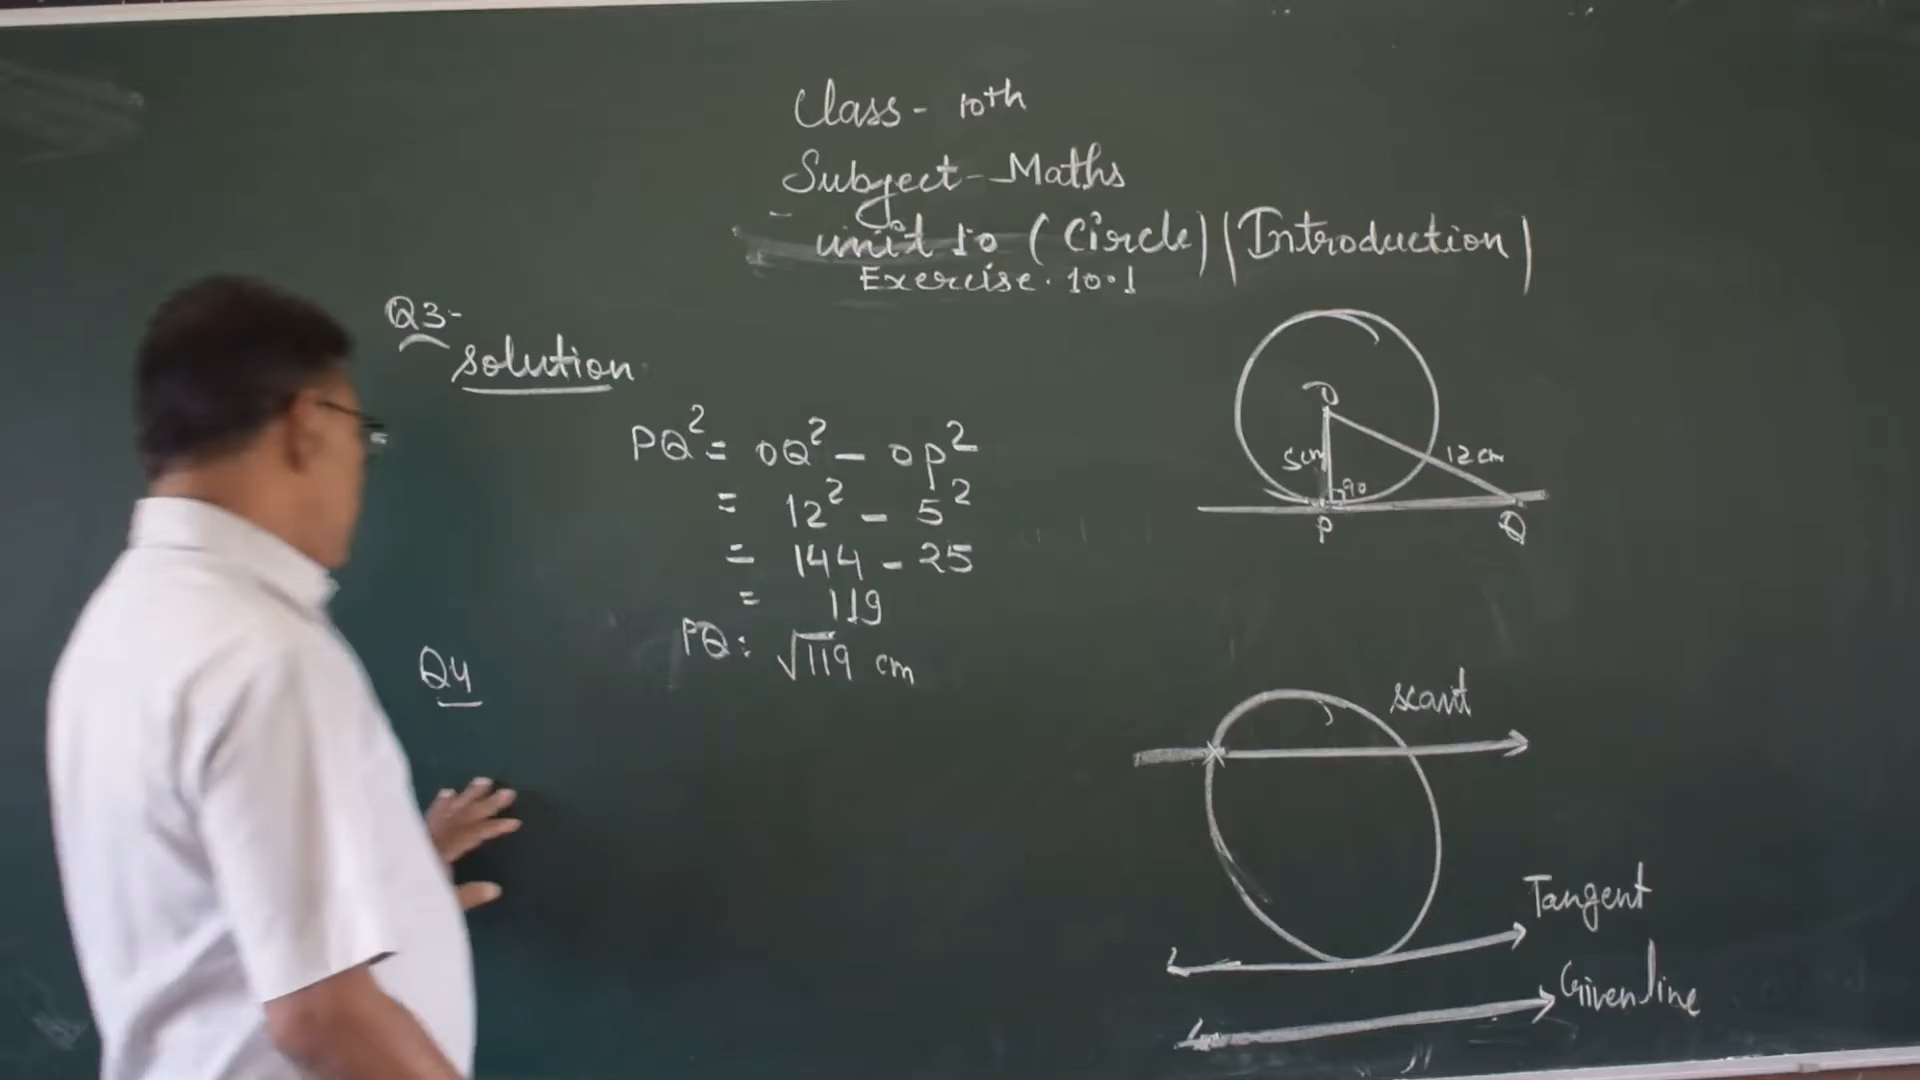 Class - 10th
Subject - Maths
unit 10 (Circle) (Introduction)
Exercise. 10.1
Q3-
solution
PQ² = OQ² - OP²
= 12² - 5²
= 144 - 25
= 119
PQ = √119 cm
O
5cm
12cm
90
P
Q
Q4
scant
Tangent
Given line